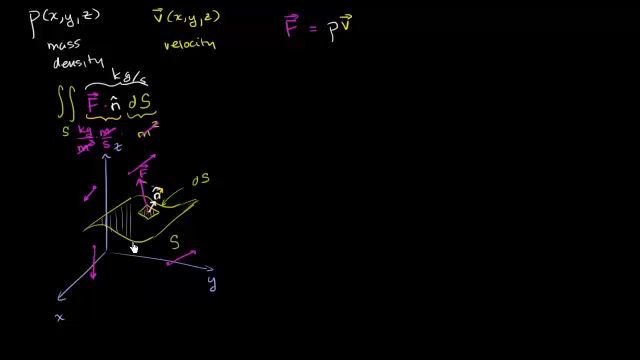 ρ(x,y,z) v⃗(x,y,z) F⃗ = ρv⃗
mass velocity
density
kg/s
∬ F⃗ · n̂ dS
S kg/m³ · m/s m²
z
F⃗
n̂ dS
S
x y